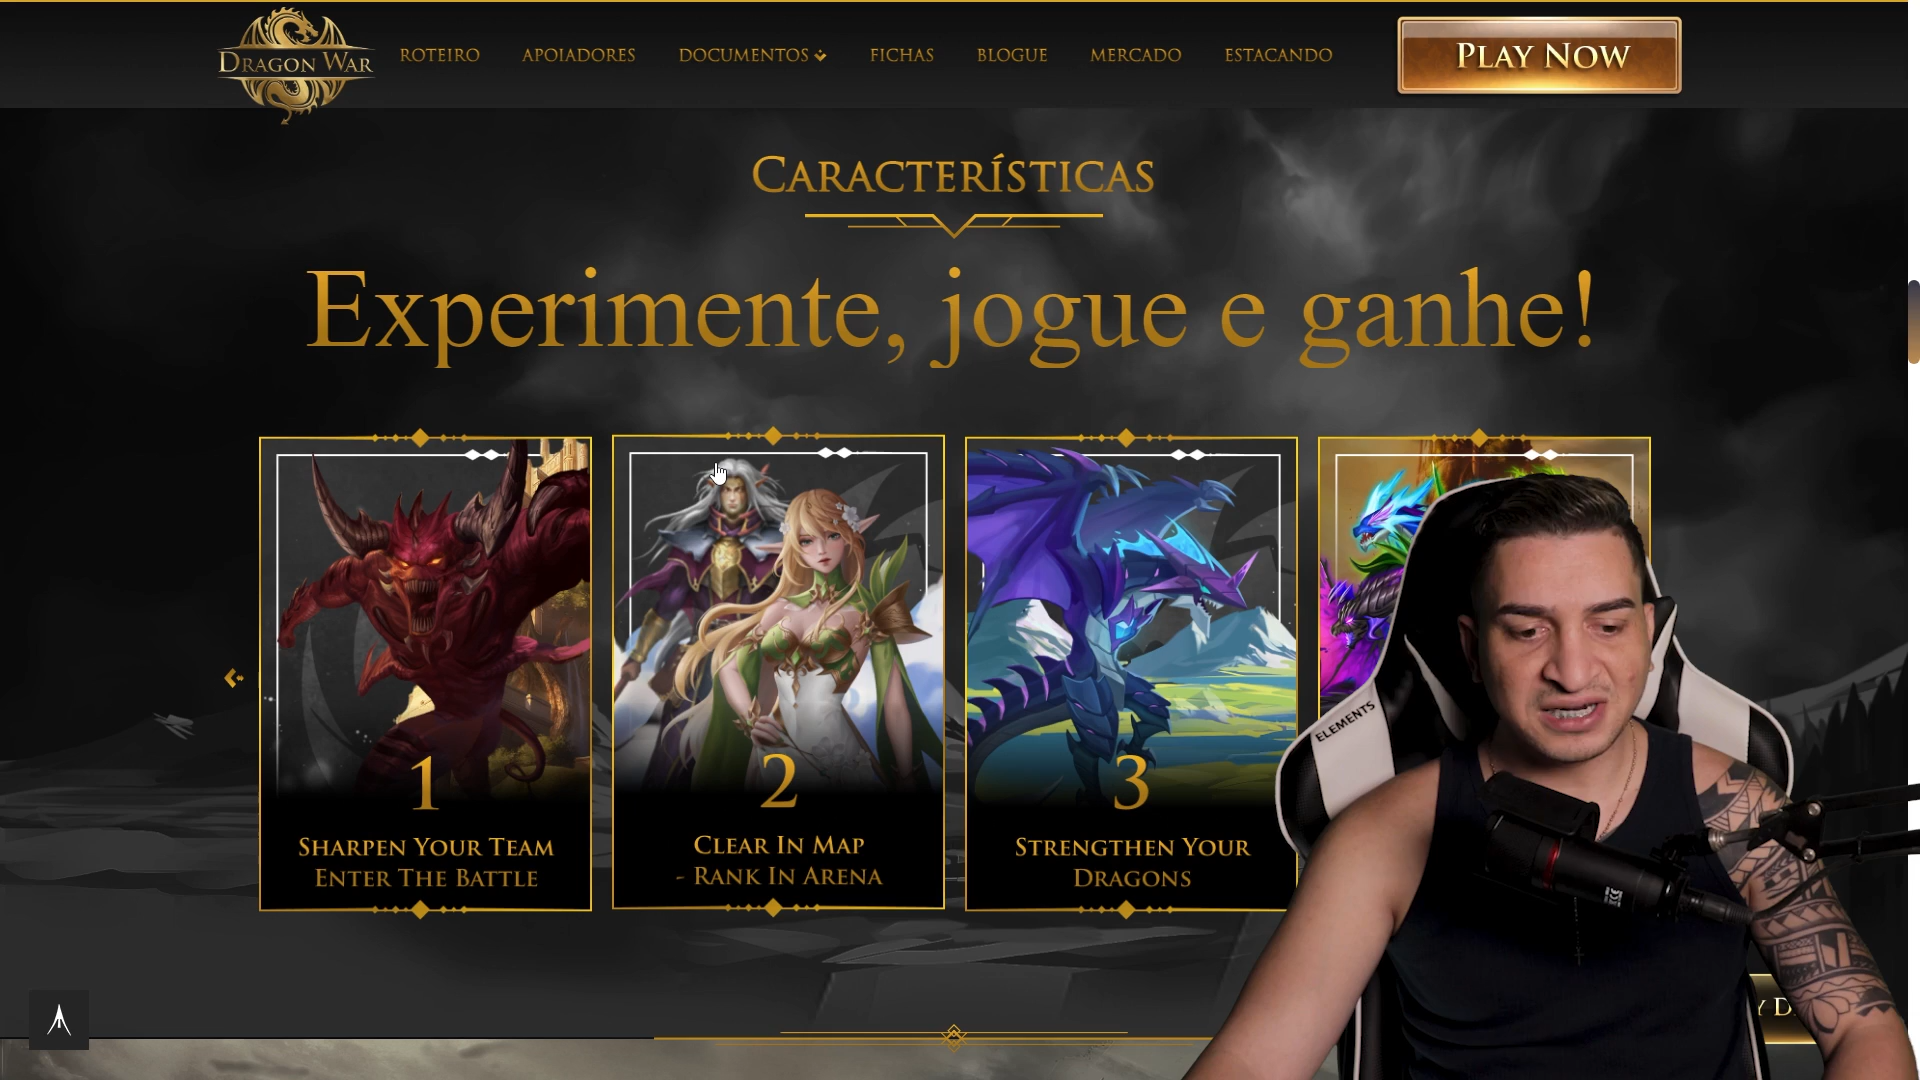 DRAGON WAR
ROTEIRO
APOIADORES
DOCUMENTOS
FICHAS
BLOGUE
MERCADO
ESTACANDO
PLAY NOW
CARACTERÍSTICAS
Experimente, jogue e ganhe!
1
SHARPEN YOUR TEAM
ENTER THE BATTLE
2
CLEAR IN MAP
- RANK IN ARENA
3
STRENGTHEN YOUR
DRAGONS
ELEMENTS